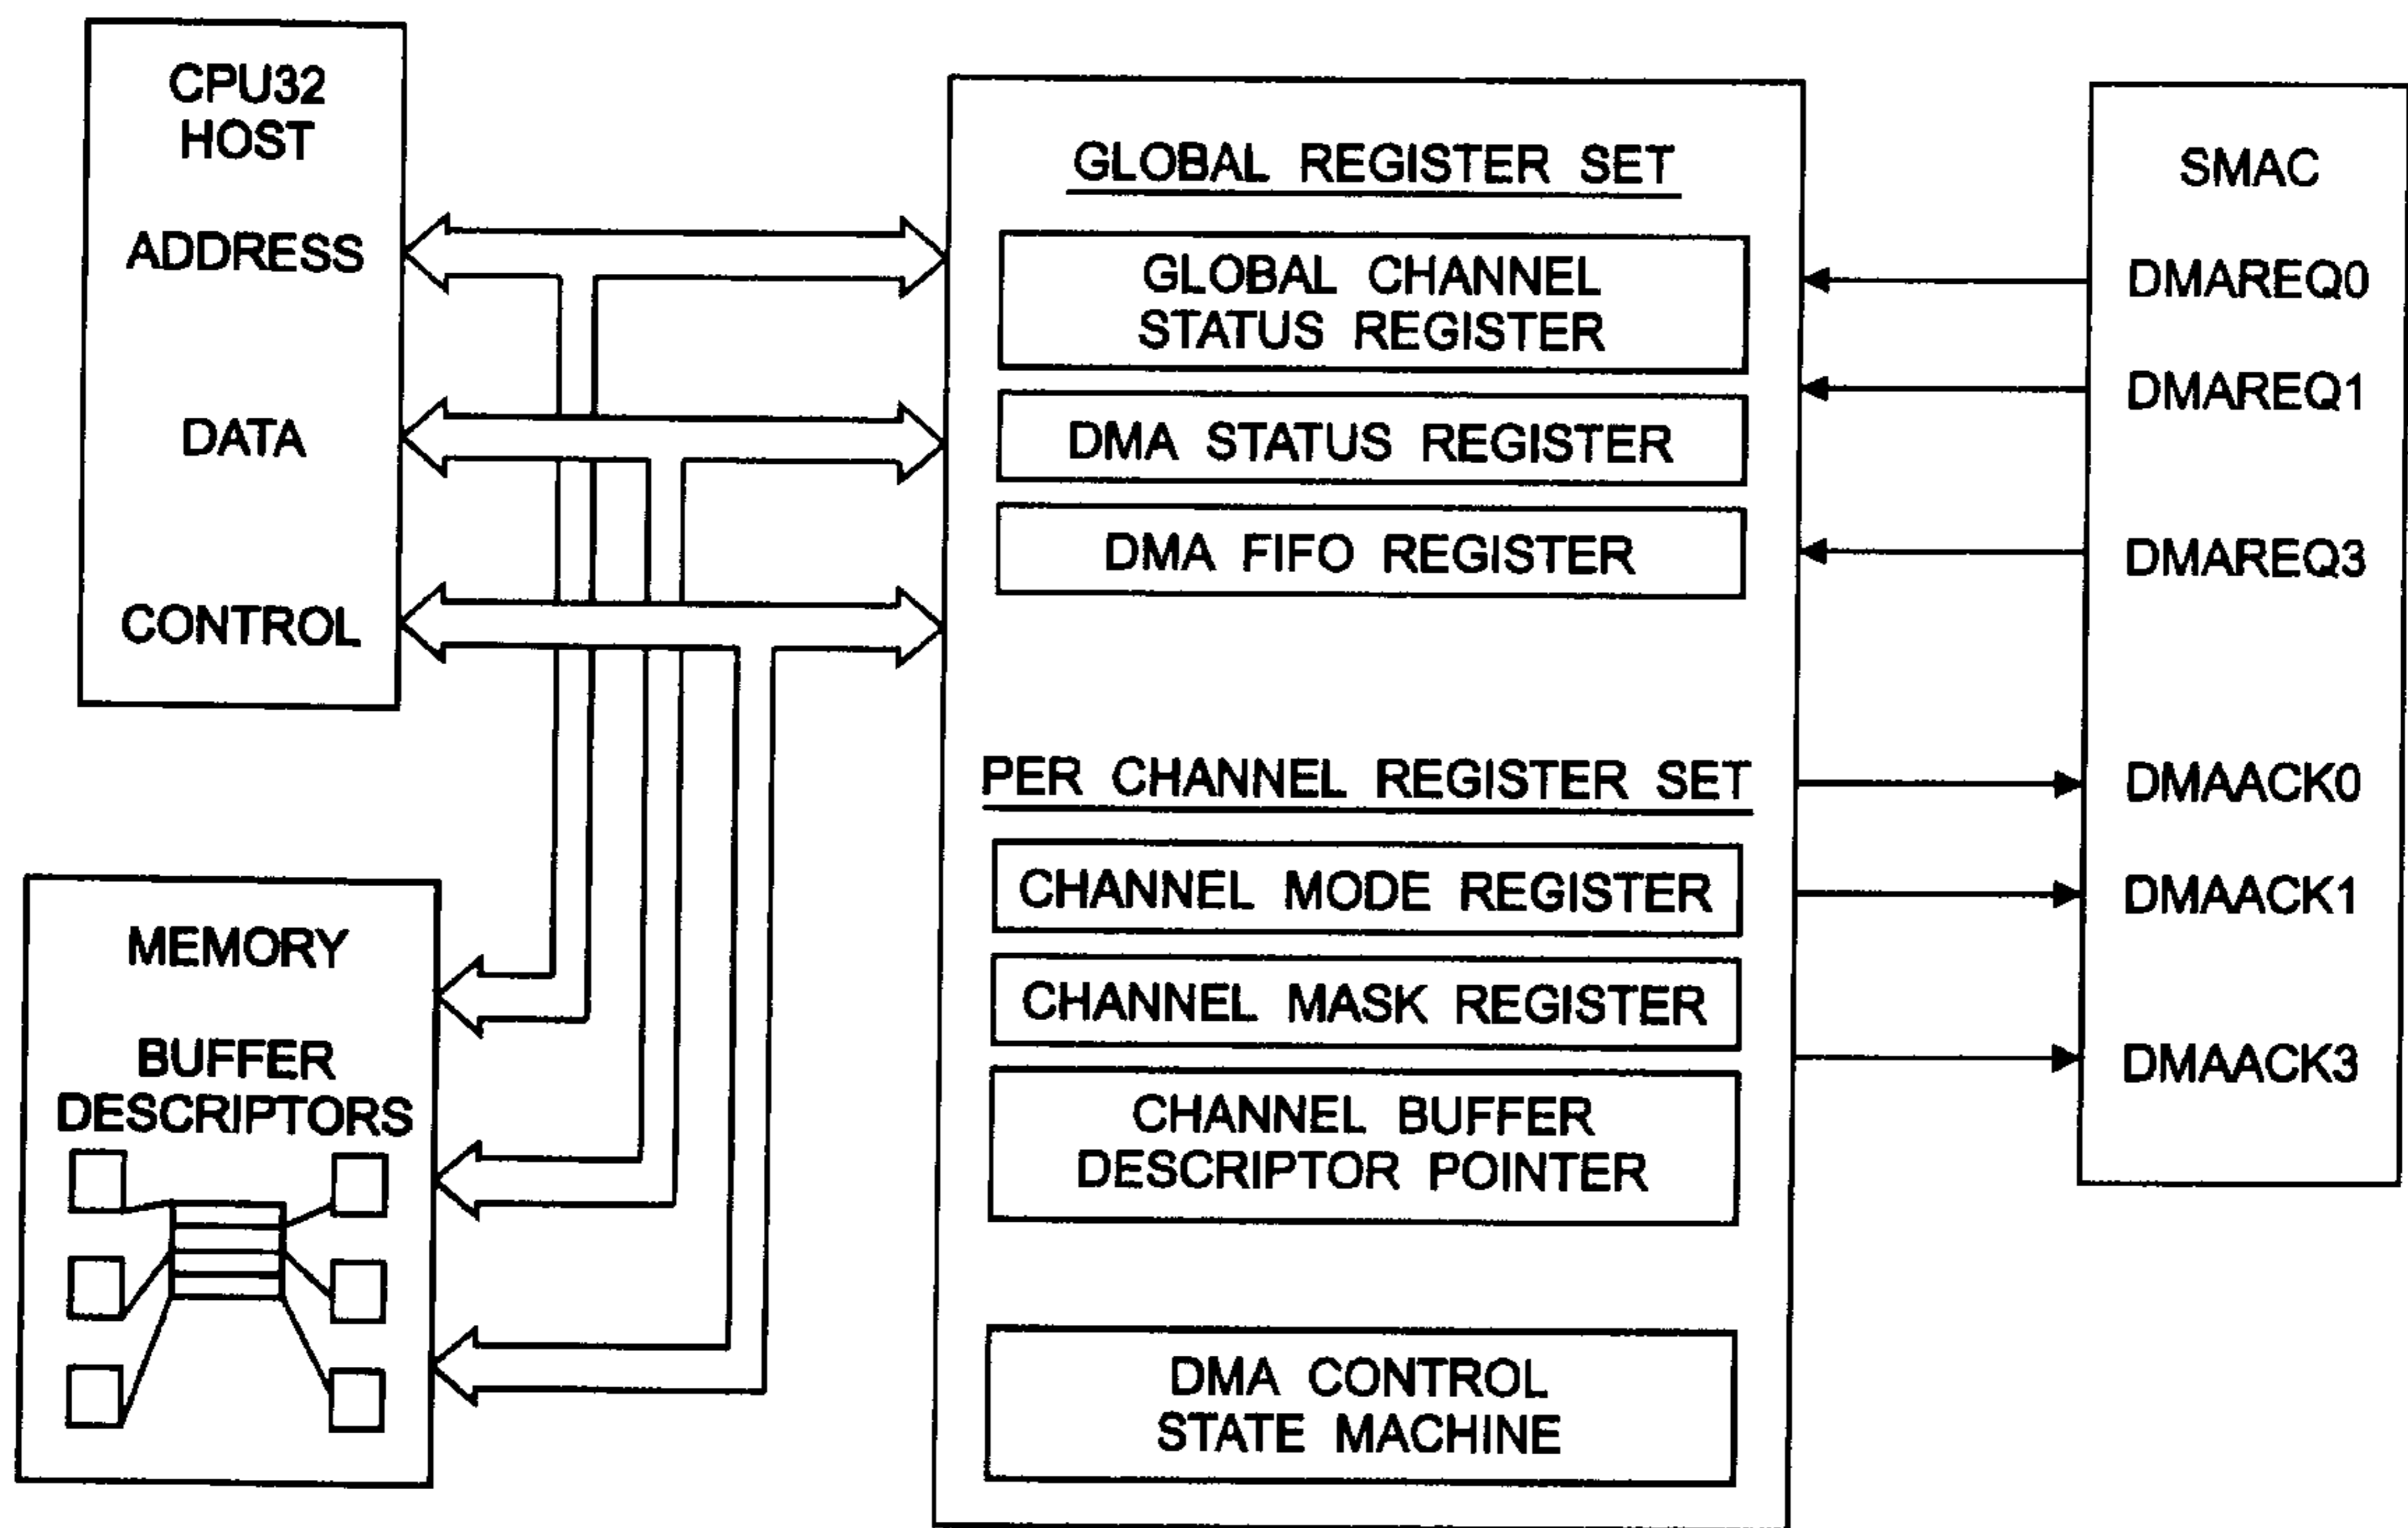 CPU32
HOST
ADDRESS
DATA
CONTROL
MEMORY
BUFFER
DESCRIPTORS
GLOBAL REGISTER SET
GLOBAL CHANNEL
STATUS REGISTER
DMA STATUS REGISTER
DMA FIFO REGISTER
PER CHANNEL REGISTER SET
CHANNEL MODE REGISTER
CHANNEL MASK REGISTER
CHANNEL BUFFER
DESCRIPTOR POINTER
DMA CONTROL
STATE MACHINE
SMAC
DMAREQ0
DMAREQ1
DMAREQ3
DMAACK0
DMAACK1
DMAACK3